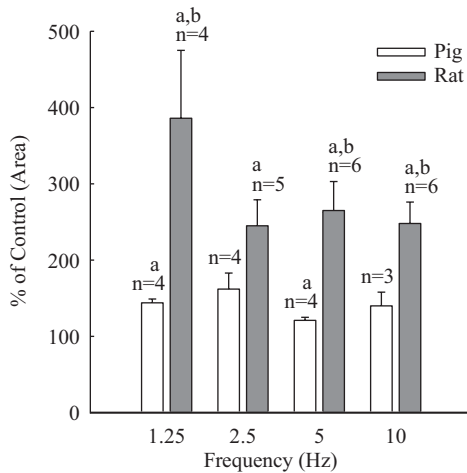 a,b
n=4
Pig
Rat
500
400
300
200
100
0
% of Control (Area)
a
n=4
n=4
a
n=5
a
n=4
a,b
n=6
n=3
a,b
n=6
1.25
2.5
5
10
Frequency (Hz)